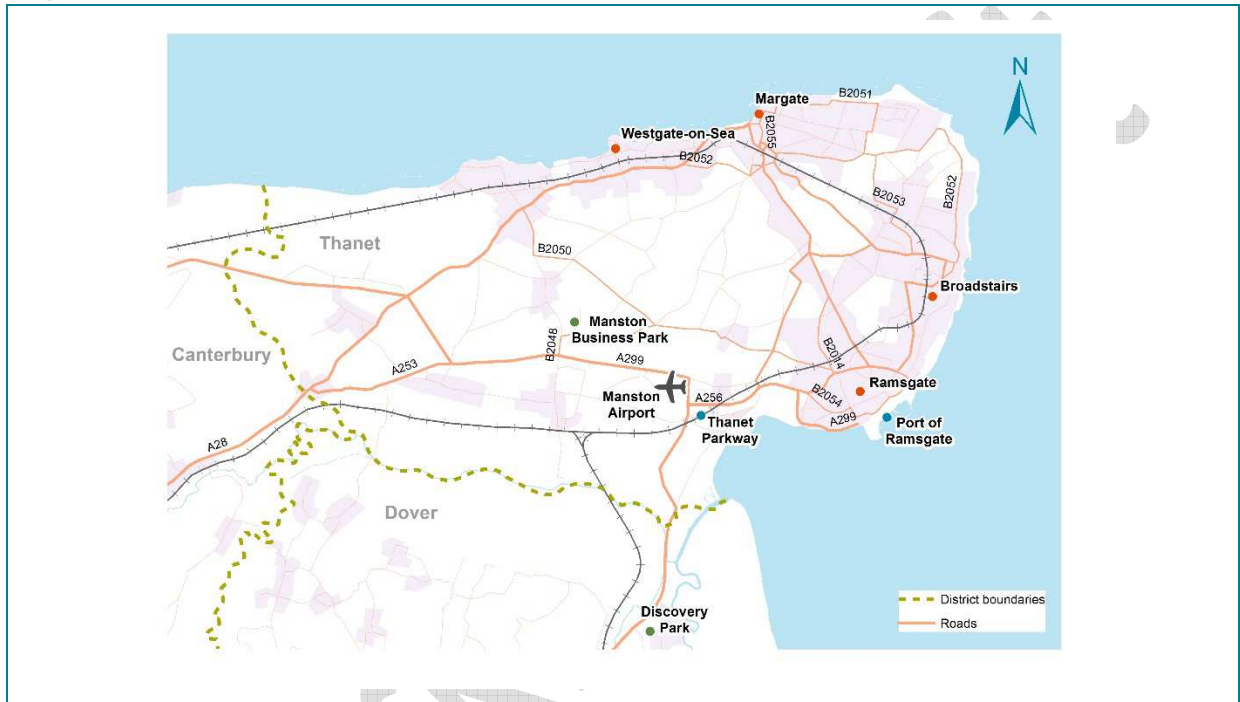 N
B2051
Margate
B2055
Westgate-on-Sea
B2052
B2053
B2052
Thanet
B2050
Broadstairs
Manston
Business Park
Canterbury
B2048
A299
A253
B2014
Ramsgate
Manston
Airport
A256
B2054
A299
Thanet
Parkway
Port of
Ramsgate
A28
Dover
District boundaries
Roads
Discovery
Park